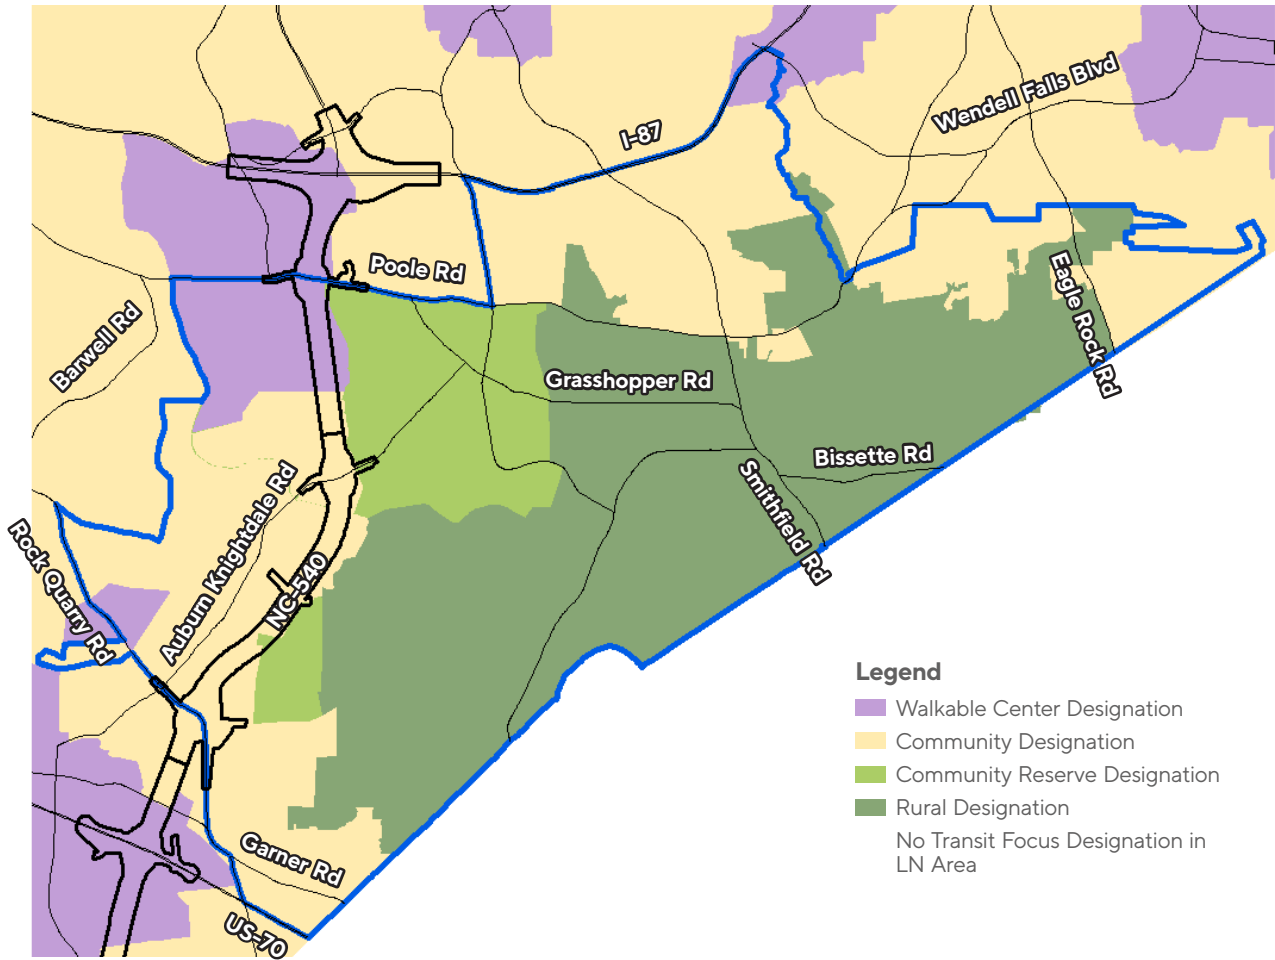 Wendell Falls Blvd
I-87
Poole Rd
Barwell Rd
Eagle Rock Rd
Grasshopper Rd
Bissette Rd
Smithfield Rd
Auburn Knightdale Rd
Rock Quarry Rd
NC-540
Garner Rd
US-70
Legend
Walkable Center Designation
Community Designation
Community Reserve Designation
Rural Designation
No Transit Focus Designation in
LN Area